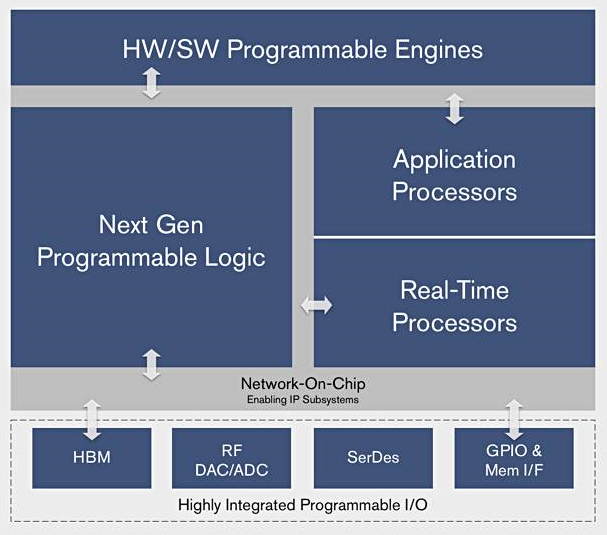 HW/SW Programmable Engines
Next Gen
Programmable Logic
Application
Processors
Real-Time
Processors
Network-On-Chip
Enabling IP Subsystems
HBM
RF
DAC/ADC
SerDes
GPIO &
Mem I/F
Highly Integrated Programmable I/O